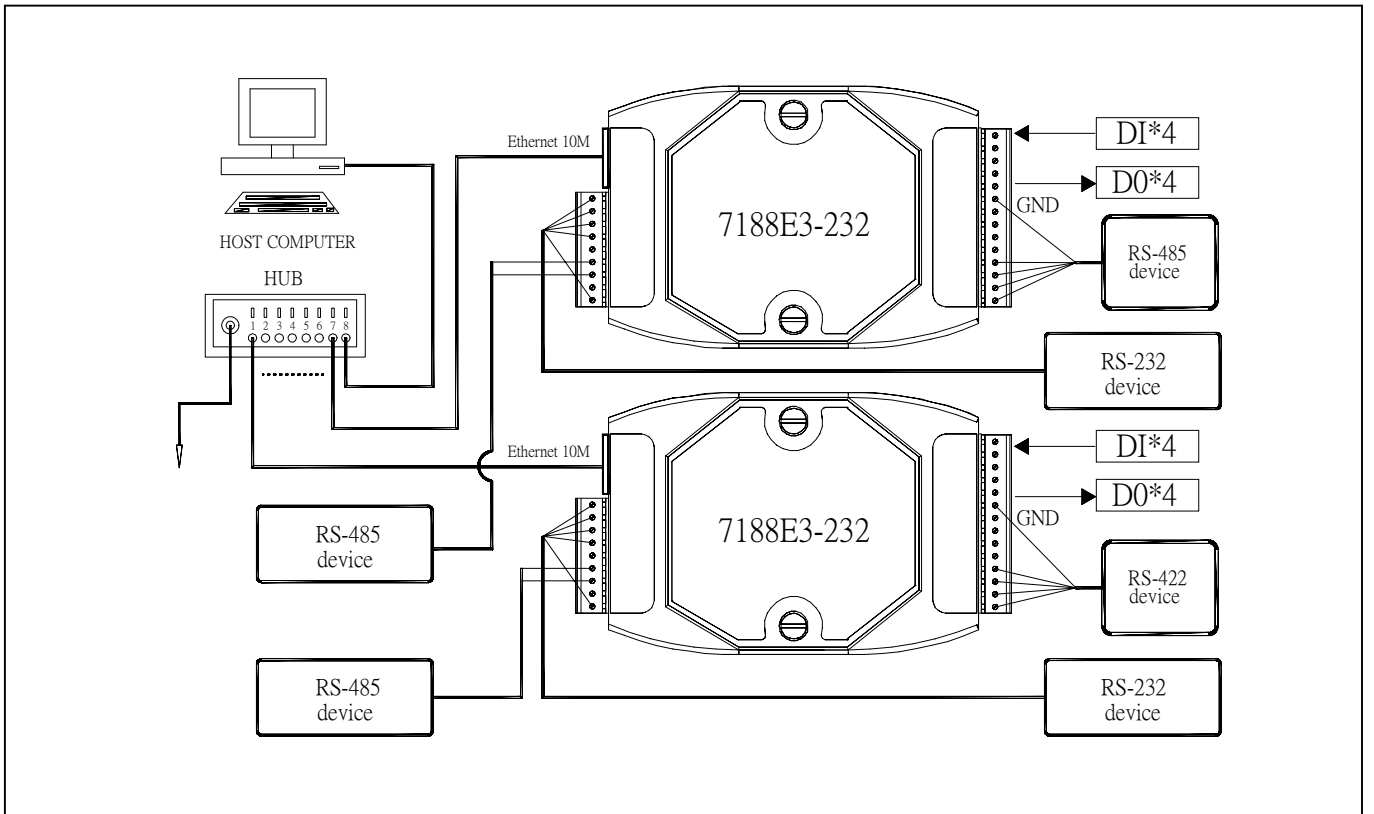 Ethernet 10M
DI*4
D0*4
GND
7188E3-232
RS-485
device
HOST COMPUTER
HUB
1 2 3 4 5 6 7 8
RS-232
device
Ethernet 10M
DI*4
D0*4
GND
7188E3-232
RS-485
device
RS-422
device
RS-485
device
RS-232
device